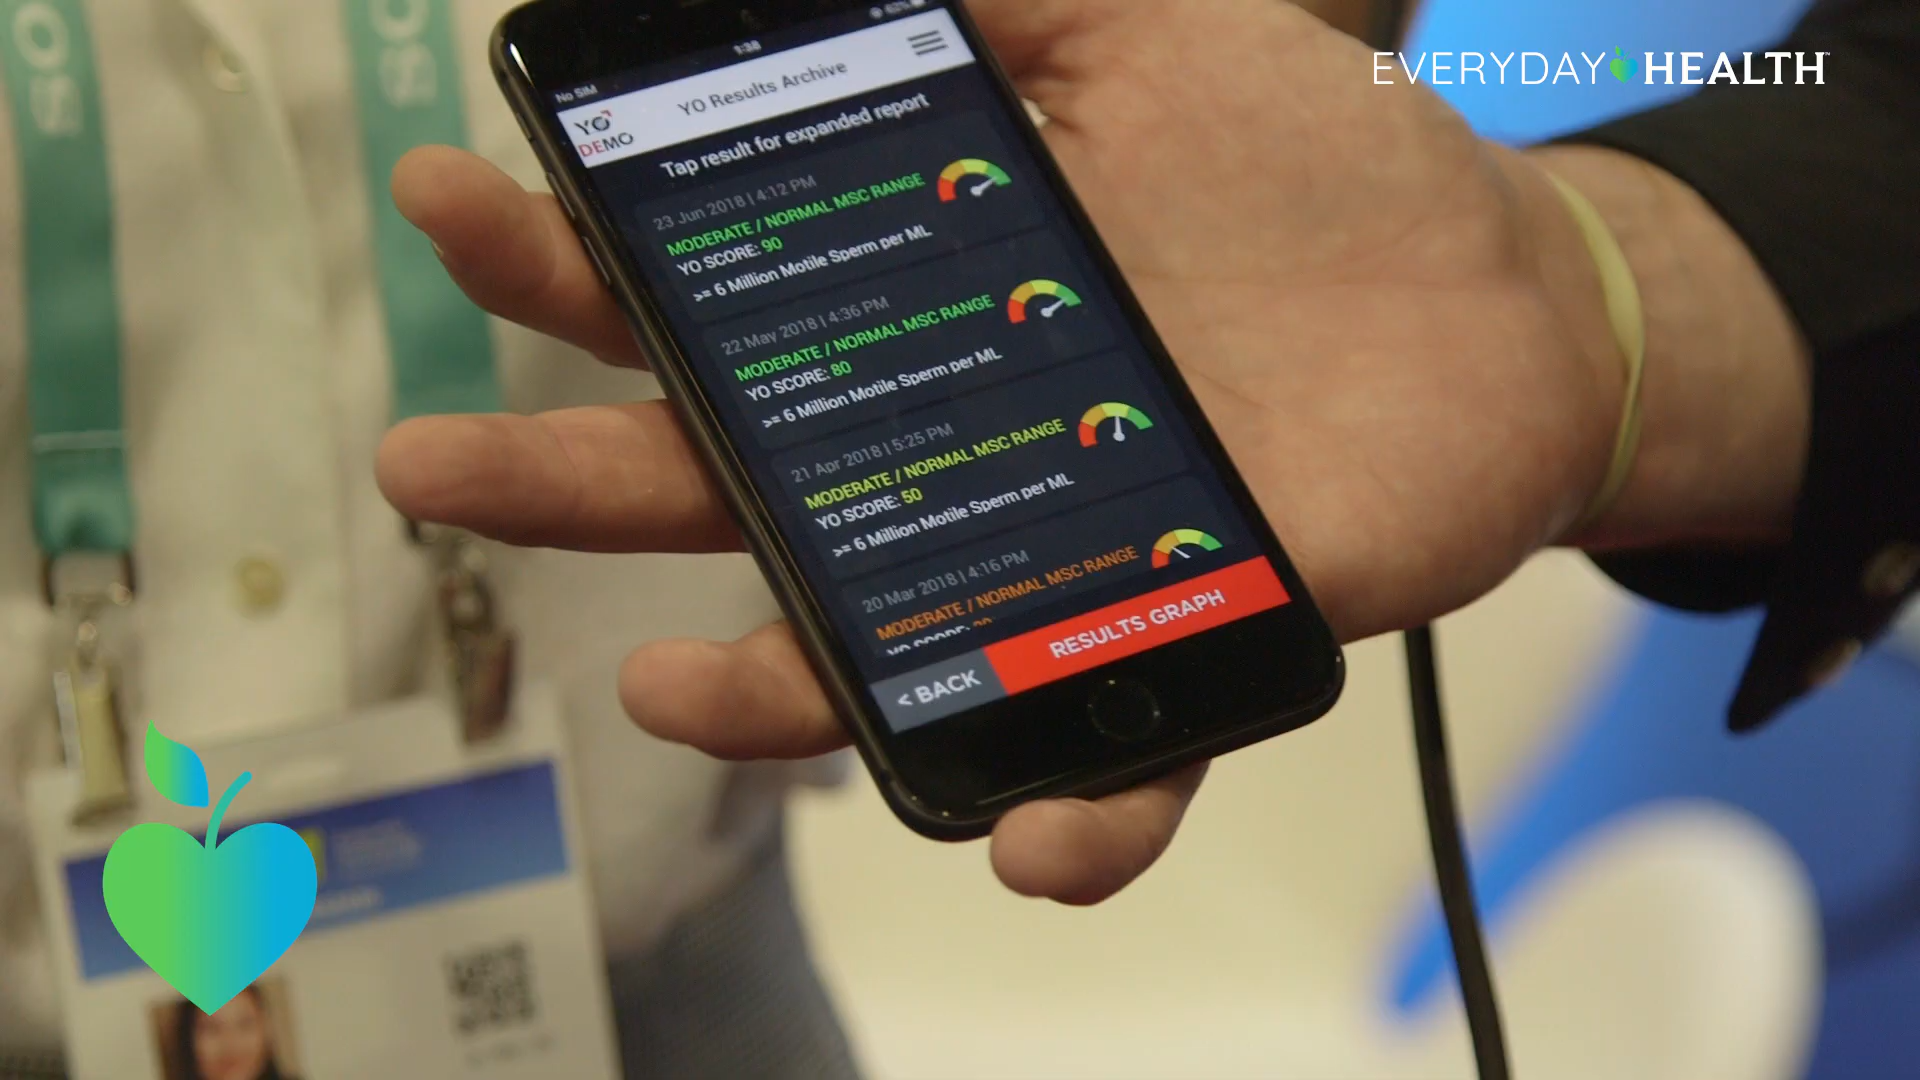 EVERYDAY HEALTH
No SIM
1:38
62%
YO
DEMO
YO Results Archive
Tap result for expanded report
23 Jun 2018 | 4:12 PM
MODERATE / NORMAL MSC RANGE
YO SCORE: 90
>= 6 Million Motile Sperm per ML
22 May 2018 | 4:36 PM
MODERATE / NORMAL MSC RANGE
YO SCORE: 80
>= 6 Million Motile Sperm per ML
21 Apr 2018 | 5:25 PM
MODERATE / NORMAL MSC RANGE
YO SCORE: 50
>= 6 Million Motile Sperm per ML
20 Mar 2018 | 4:16 PM
MODERATE / NORMAL MSC RANGE
YO SCORE:
< BACK
RESULTS GRAPH